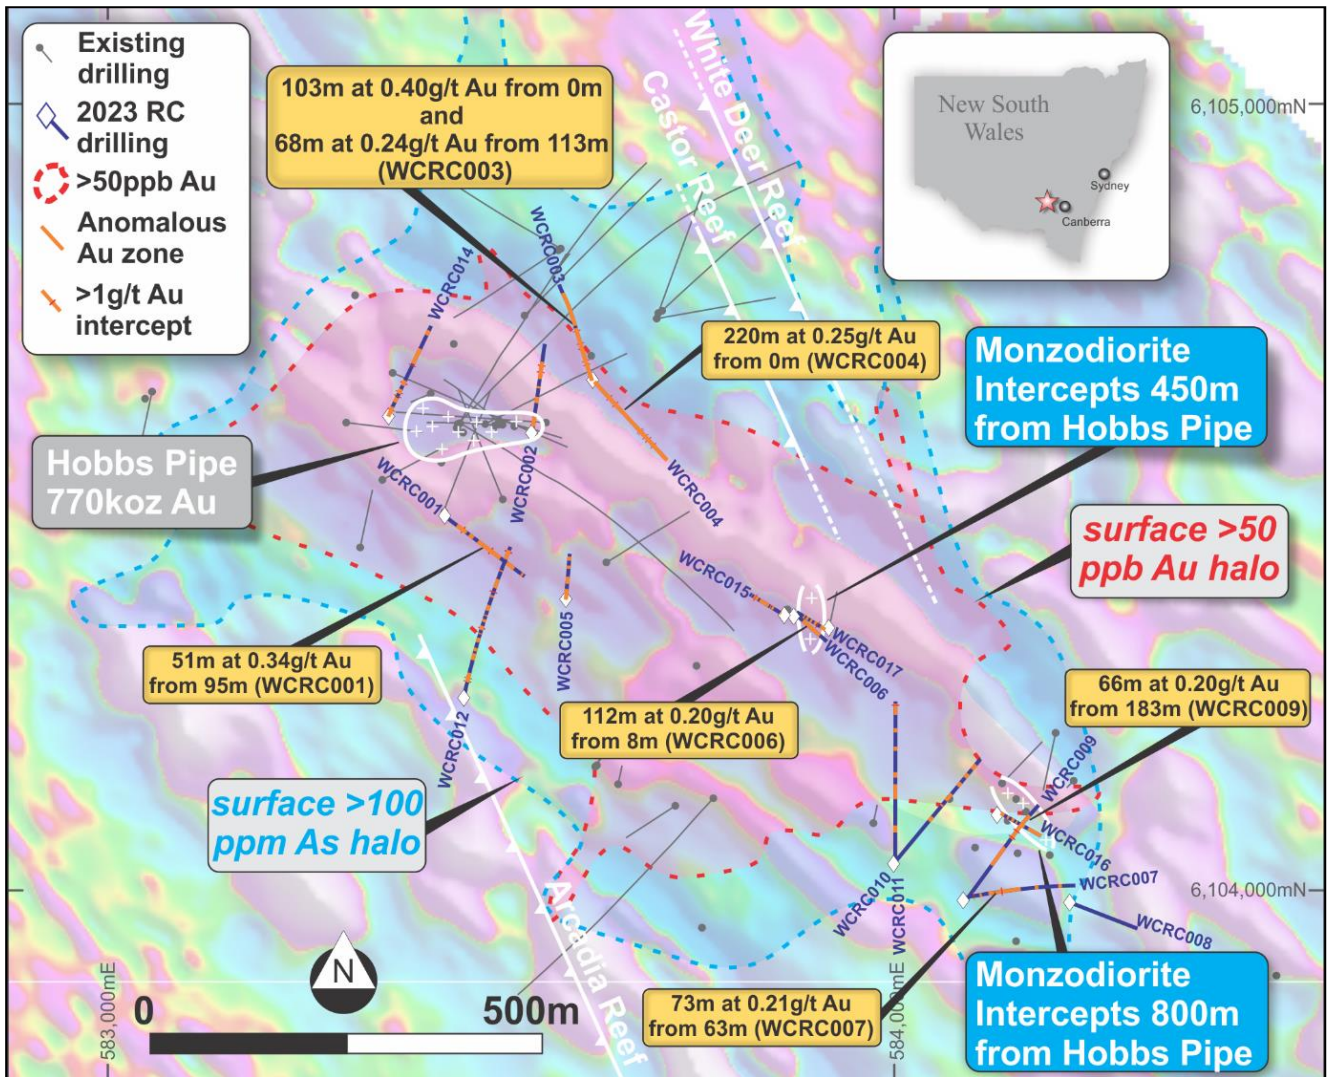 Existing
drilling
2023 RC
drilling
>50ppb Au
Anomalous
Au zone
>1g/t Au
intercept
103m at 0.40g/t Au from 0m
and
68m at 0.24g/t Au from 113m
(WCRC003)
White Deer Reef
Castor Reef
New South
Wales
Sydney
Canberra
6,105,000mN
WCRC014
WCRC003
220m at 0.25g/t Au
from 0m (WCRC004)
Monzodiorite
Intercepts 450m
from Hobbs Pipe
Hobbs Pipe
770koz Au
WCRC001
WCRC002
WCRC004
surface >50
ppb Au halo
WCRC015
WCRC017
WCRC006
WCRC005
51m at 0.34g/t Au
from 95m (WCRC001)
WCRC012
112m at 0.20g/t Au
from 8m (WCRC006)
66m at 0.20g/t Au
from 183m (WCRC009)
WCRC009
surface >100
ppm As halo
WCRC016
WCRC010
WCRC011
WCRC007
WCRC008
6,104,000mN
Arcadia Reef
N
0
500m
583,000mE
584,000mE
73m at 0.21g/t Au
from 63m (WCRC007)
Monzodiorite
Intercepts 800m
from Hobbs Pipe